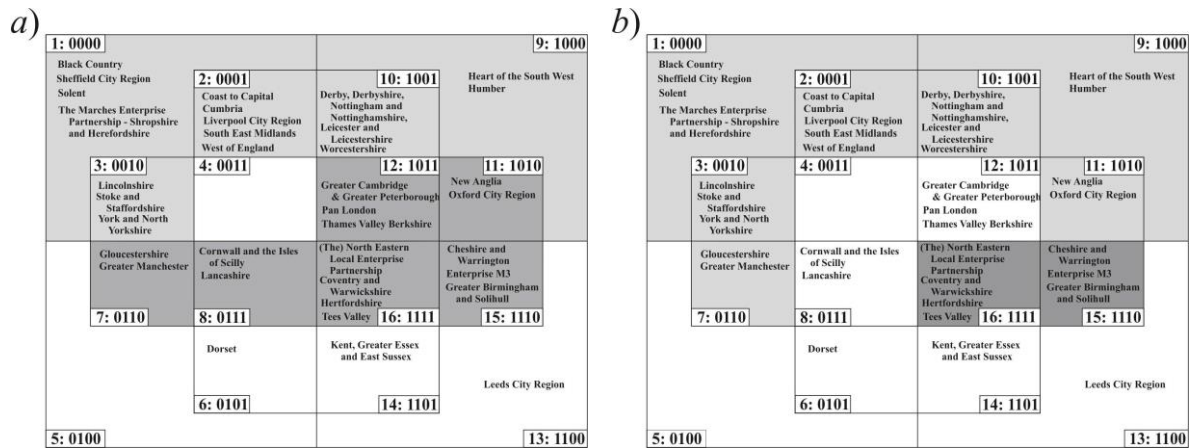 a)
1: 0000
9: 1000
Black Country
Sheffield City Region
Solent
The Marches Enterprise
Partnership - Shropshire
and Herefordshire
2: 0001
10: 1001
Heart of the South West
Humber
Coast to Capital
Cumbria
Liverpool City Region
South East Midlands
West of England
Derby, Derbyshire,
Nottingham and
Nottinghamshire,
Leicester and
Leicestershire
Worcestershire
3: 0010
4: 0011
12: 1011
11: 1010
Lincolnshire
Stoke and
Staffordshire
York and North
Yorkshire
Greater Cambridge
& Greater Peterborough
Pan London
Thames Valley Berkshire
New Anglia
Oxford City Region
Gloucestershire
Greater Manchester
Cornwall and the Isles
of Scilly
Lancashire
(The) North Eastern
Local Enterprise
Partnership
Coventry and
Warwickshire
Hertfordshire
Tees Valley
Cheshire and
Warrington
Enterprise M3
Greater Birmingham
and Solihull
7: 0110
8: 0111
16: 1111
15: 1110
Dorset
Kent, Greater Essex
and East Sussex
Leeds City Region
6: 0101
14: 1101
5: 0100
13: 1100
b)
1: 0000
9: 1000
Black Country
Sheffield City Region
Solent
The Marches Enterprise
Partnership - Shropshire
and Herefordshire
2: 0001
10: 1001
Heart of the South West
Humber
Coast to Capital
Cumbria
Liverpool City Region
South East Midlands
West of England
Derby, Derbyshire,
Nottingham and
Nottinghamshire,
Leicester and
Leicestershire
Worcestershire
3: 0010
4: 0011
12: 1011
11: 1010
Lincolnshire
Stoke and
Staffordshire
York and North
Yorkshire
Greater Cambridge
& Greater Peterborough
Pan London
Thames Valley Berkshire
New Anglia
Oxford City Region
Gloucestershire
Greater Manchester
Cornwall and the Isles
of Scilly
Lancashire
(The) North Eastern
Local Enterprise
Partnership
Coventry and
Warwickshire
Hertfordshire
Tees Valley
Cheshire and
Warrington
Enterprise M3
Greater Birmingham
and Solihull
7: 0110
8: 0111
16: 1111
15: 1110
Dorset
Kent, Greater Essex
and East Sussex
Leeds City Region
6: 0101
14: 1101
5: 0100
13: 1100